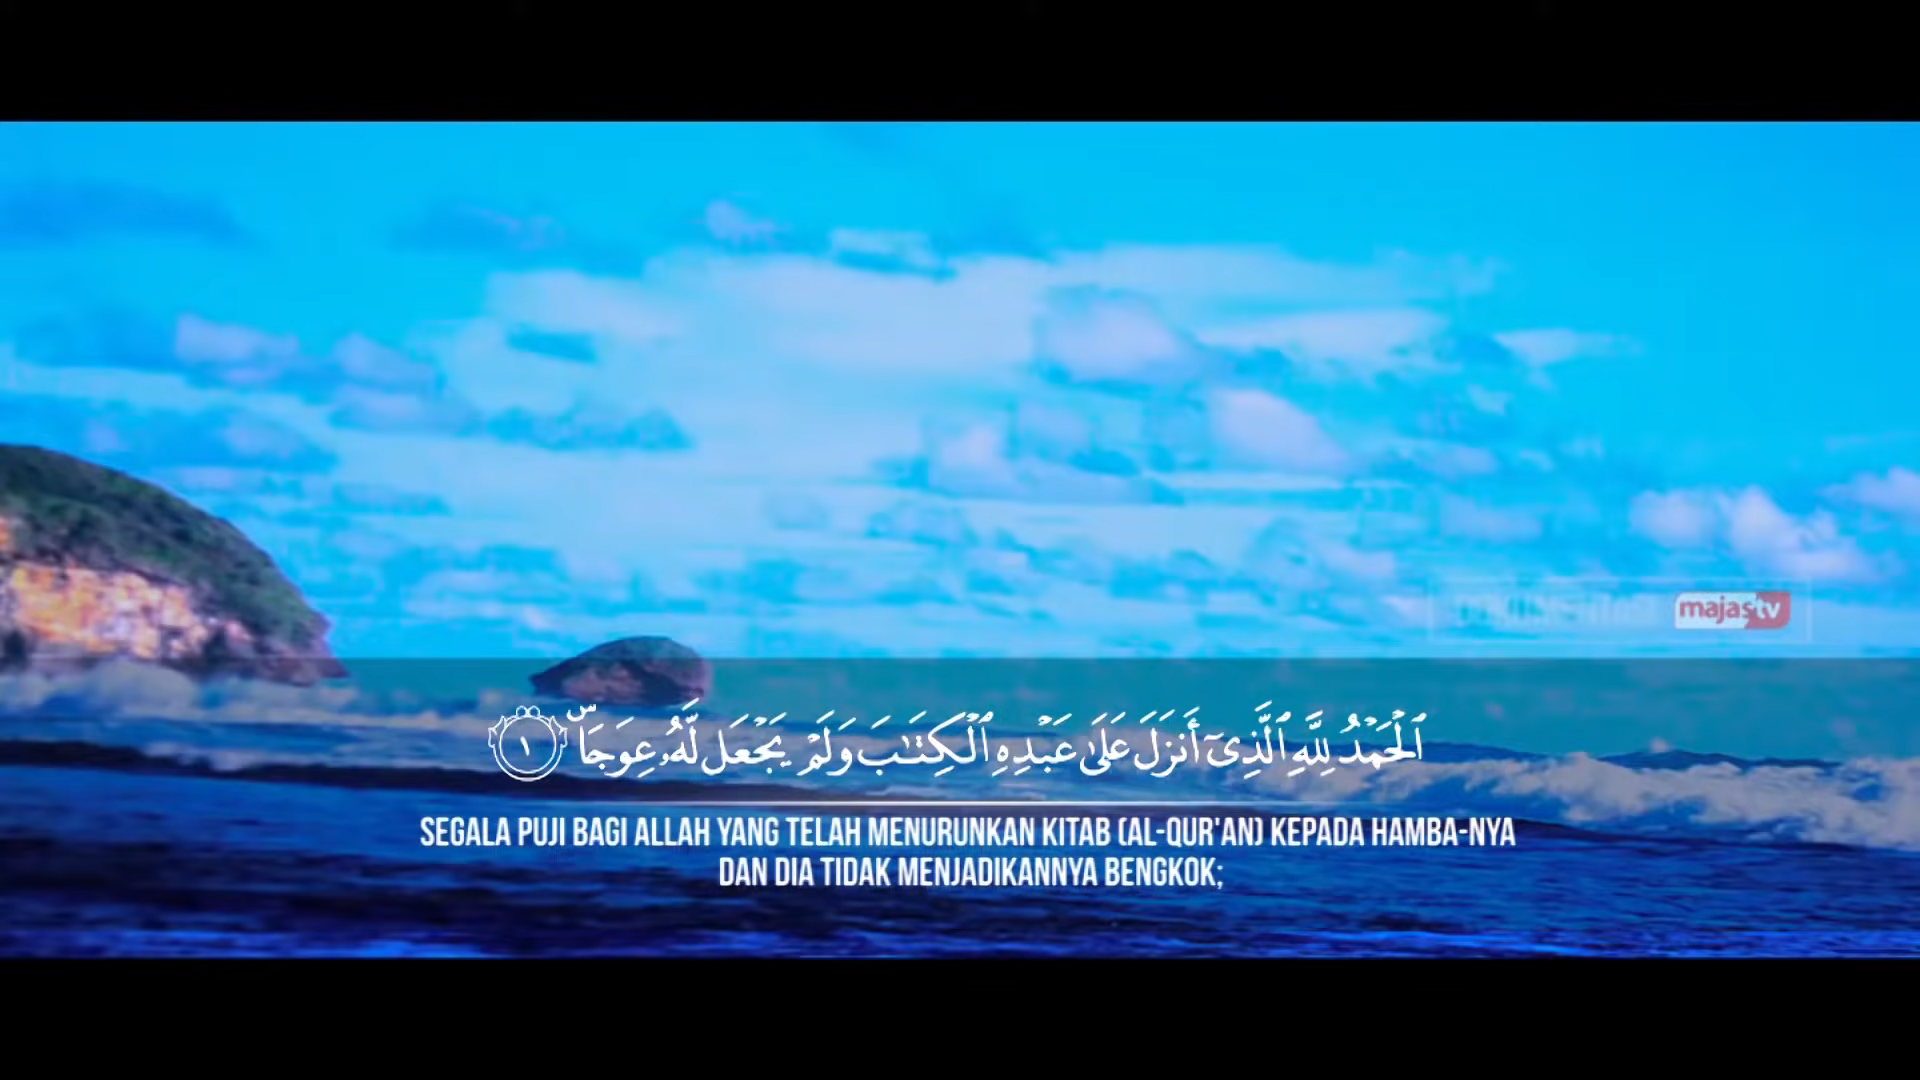 majastv
ٱلْحَمْدُ لِلَّهِ ٱلَّذِىٓ أَنزَلَ عَلَىٰ عَبْدِهِ ٱلْكِتَٰبَ وَلَمْ يَجْعَل لَّهُۥ عِوَجَاۜ ١
SEGALA PUJI BAGI ALLAH YANG TELAH MENURUNKAN KITAB (AL-QUR'AN) KEPADA HAMBA-NYA
DAN DIA TIDAK MENJADIKANNYA BENGKOK;